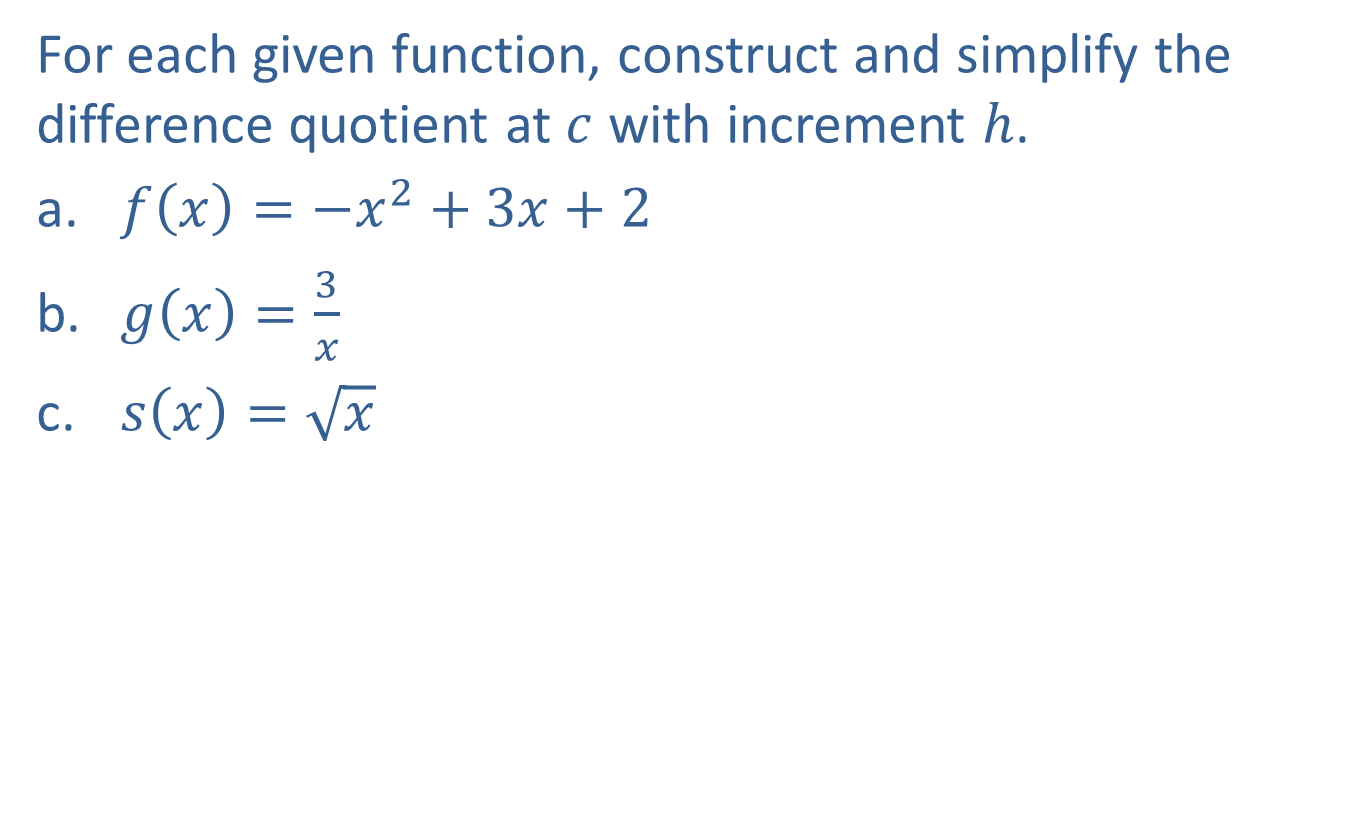 For each given function, construct and simplify the
difference quotient at c with increment h.
a. f(x) = −x² + 3x + 2
b. g(x) = 3/x
c. s(x) = √x